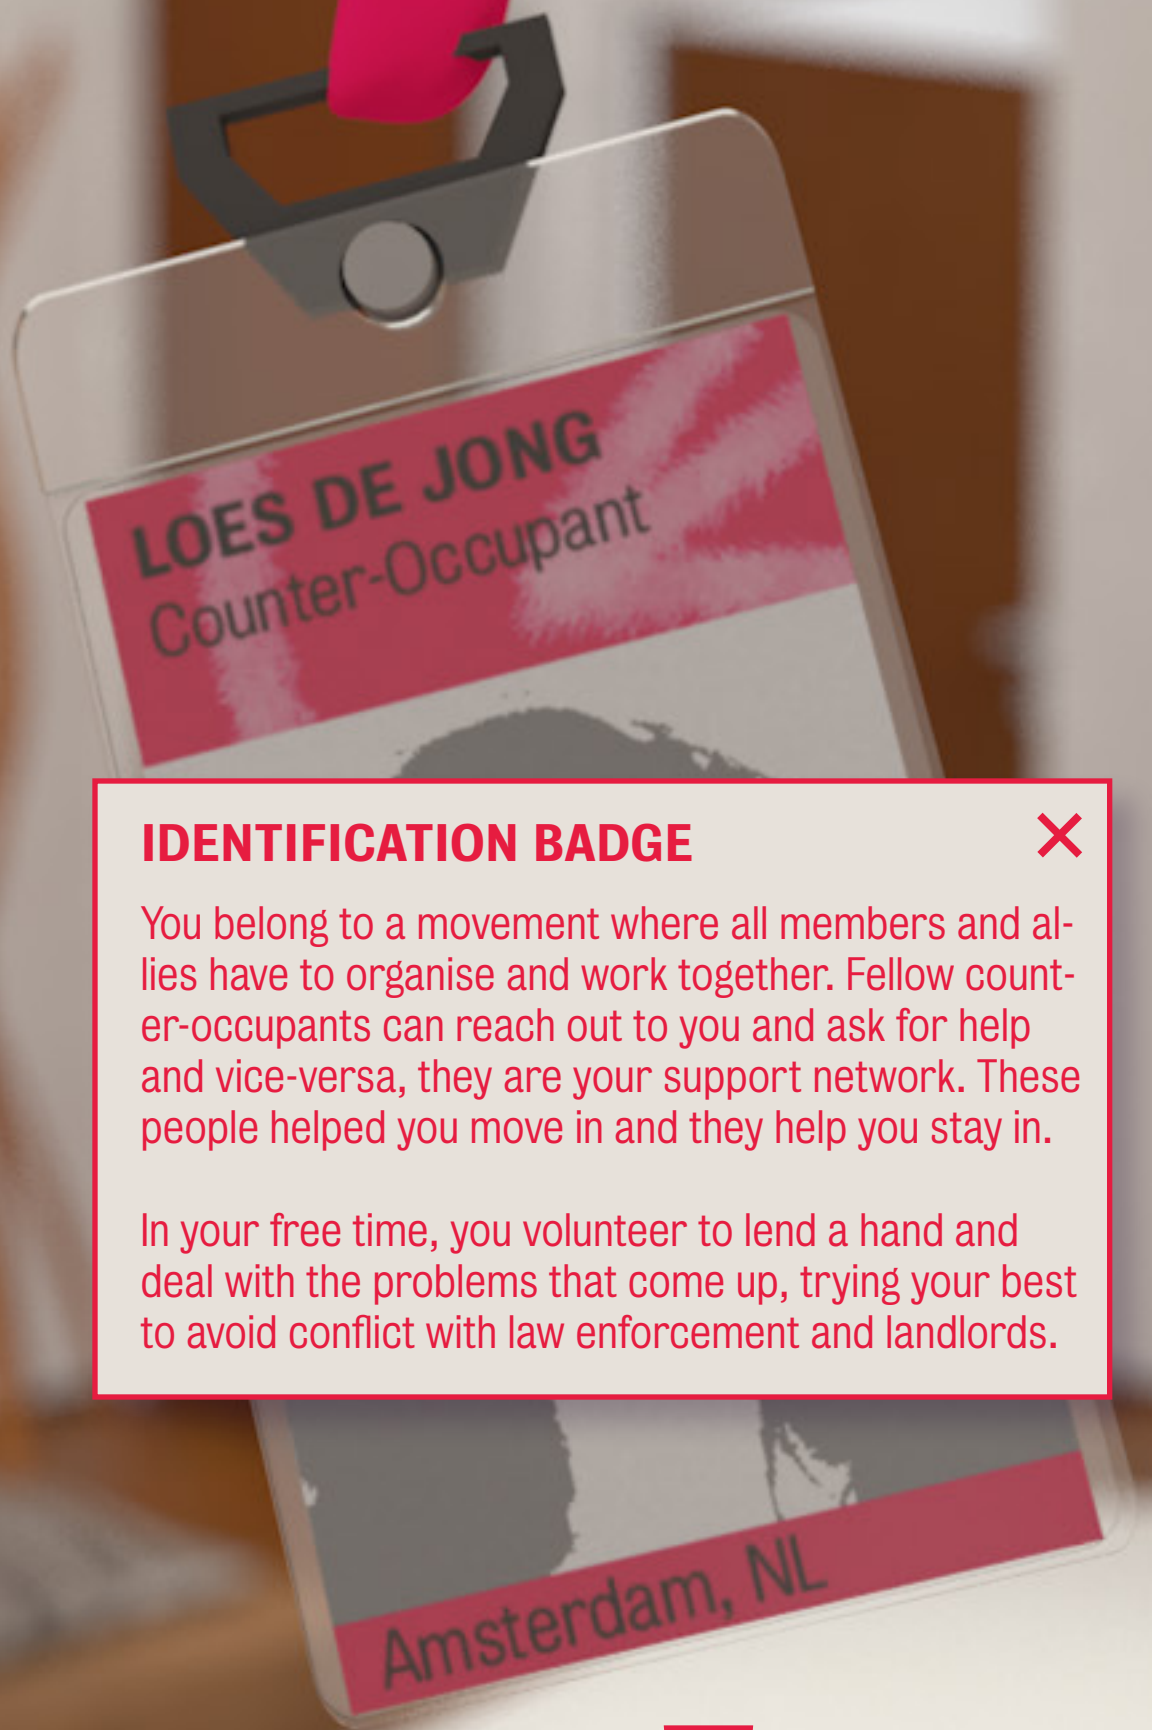 LOES DE JONG
Counter-Occupant
IDENTIFICATION BADGE
You belong to a movement where all members and al-
lies have to organise and work together. Fellow count-
er-occupants can reach out to you and ask for help
and vice-versa, they are your support network. These
people helped you move in and they help you stay in.
In your free time, you volunteer to lend a hand and
deal with the problems that come up, trying your best
to avoid conflict with law enforcement and landlords.
Amsterdam, NL